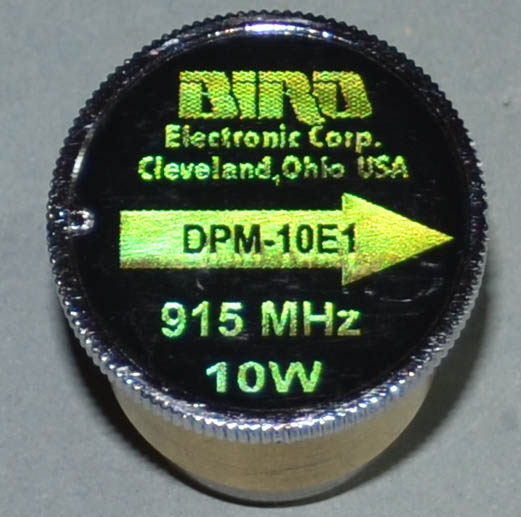 BIRD
Electronic Corp.
Cleveland,Ohio USA
DPM-10E1
915 MHz
10W